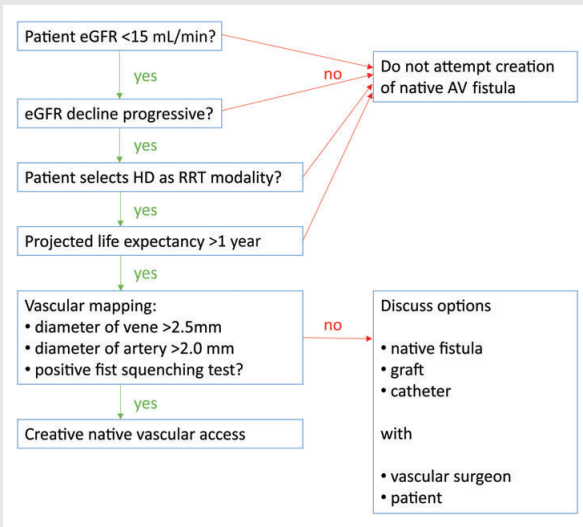 Patient eGFR <15 mL/min?
yes
eGFR decline progressive?
yes
Patient selects HD as RRT modality?
yes
Projected life expectancy >1 year
yes
Vascular mapping:
• diameter of vene >2.5mm
• diameter of artery >2.0 mm
• positive fist squenching test?
yes
Creative native vascular access
no
Do not attempt creation
of native AV fistula
no
Discuss options
• native fistula
• graft
• catheter
with
• vascular surgeon
• patient